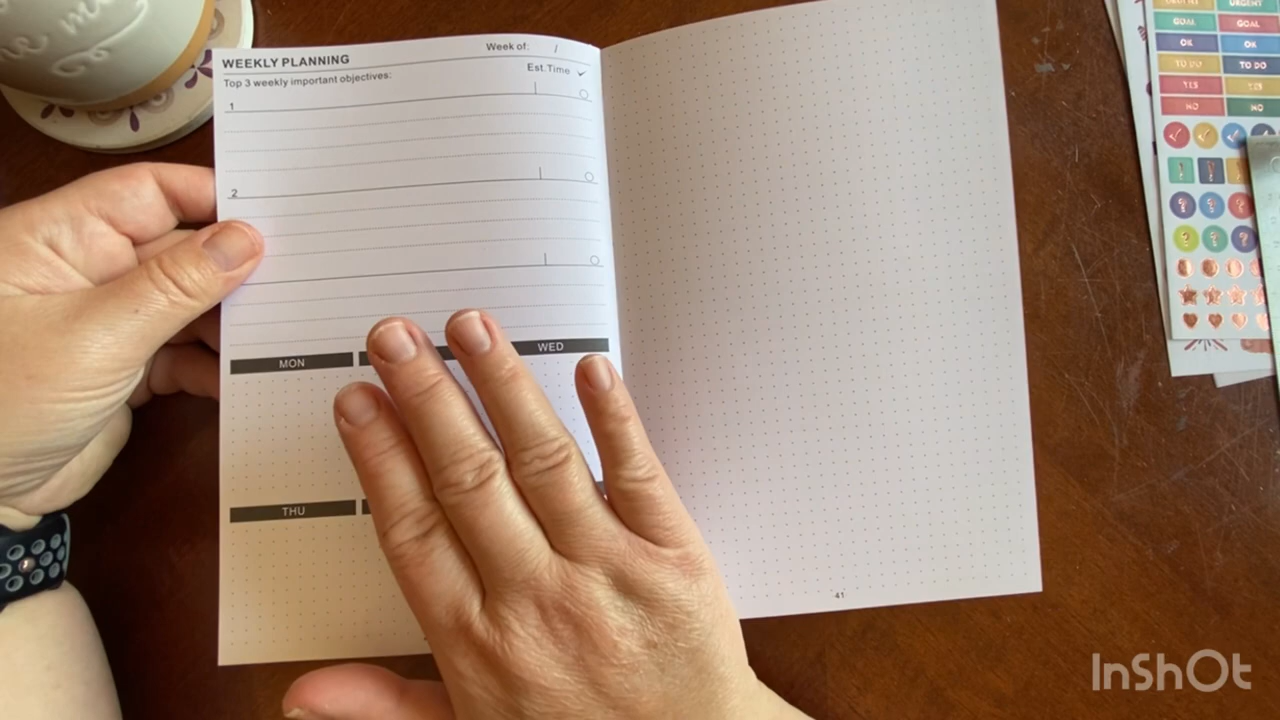 WEEKLY PLANNING
Week of: /
Top 3 weekly important objectives:
Est.Time ✓
1
2
WED
MON
THU
41
URGENT
GOAL GOAL
OK OK
TO DO TO DO
YES YES
NO NO
InShOt